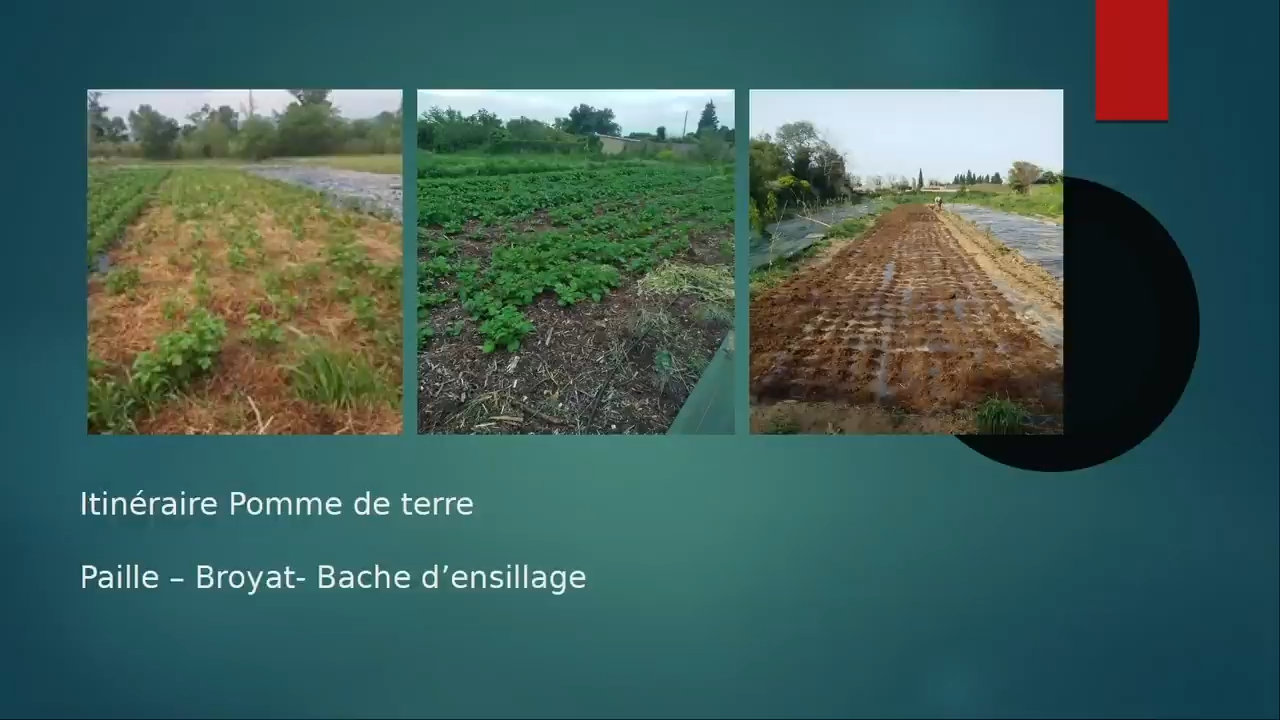 Itinéraire Pomme de terre
Paille – Broyat- Bache d’ensillage